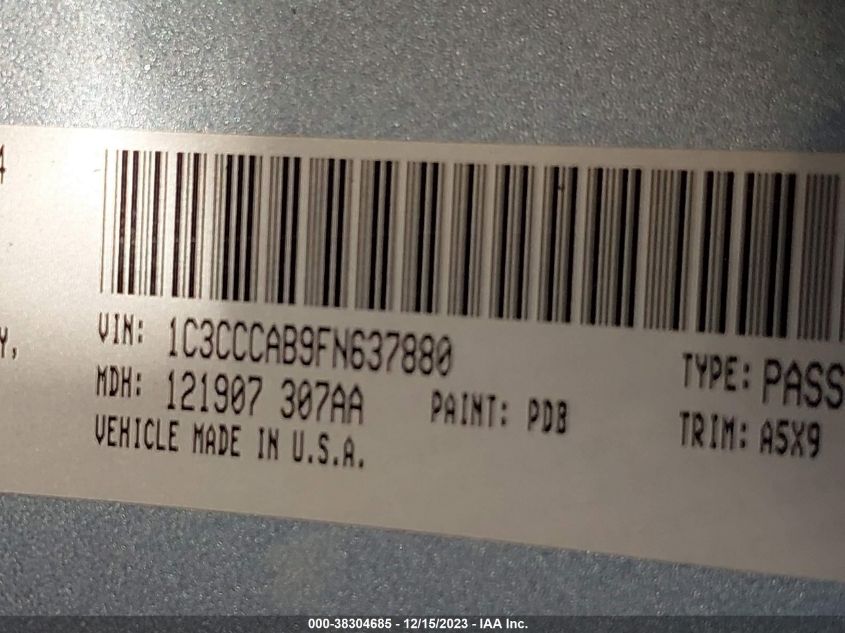 4
Y,
VIN: 1C3CCCAB9FN637880
TYPE: PASS
MDH: 121907 307AA
PAINT: PDB
TRIM: A5X9
VEHICLE MADE IN U.S.A.
000-38304685 - 12/15/2023 - IAA Inc.